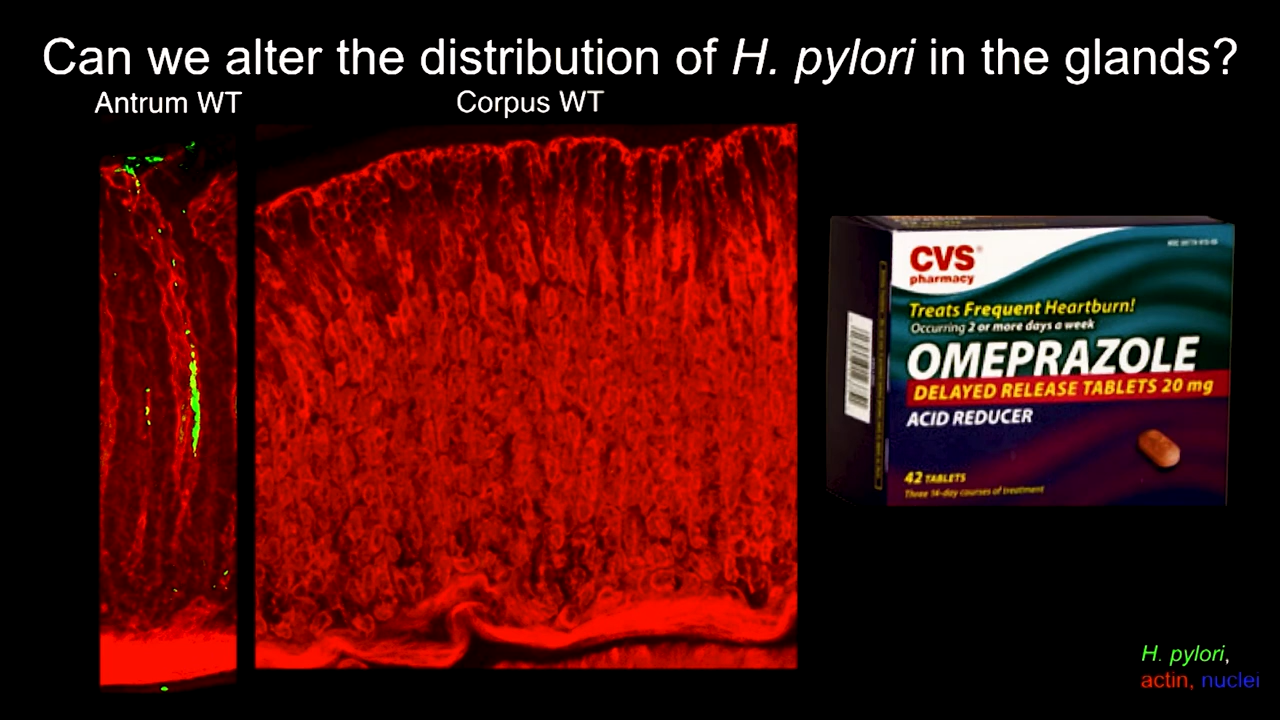 Can we alter the distribution of H. pylori in the glands?
Antrum WT
Corpus WT
CVS
pharmacy
Treats Frequent Heartburn!
Occurring 2 or more days a week
OMEPRAZOLE
DELAYED RELEASE TABLETS 20 mg
ACID REDUCER
42 TABLETS
Three 14-day courses of treatment
H. pylori,
actin, nuclei